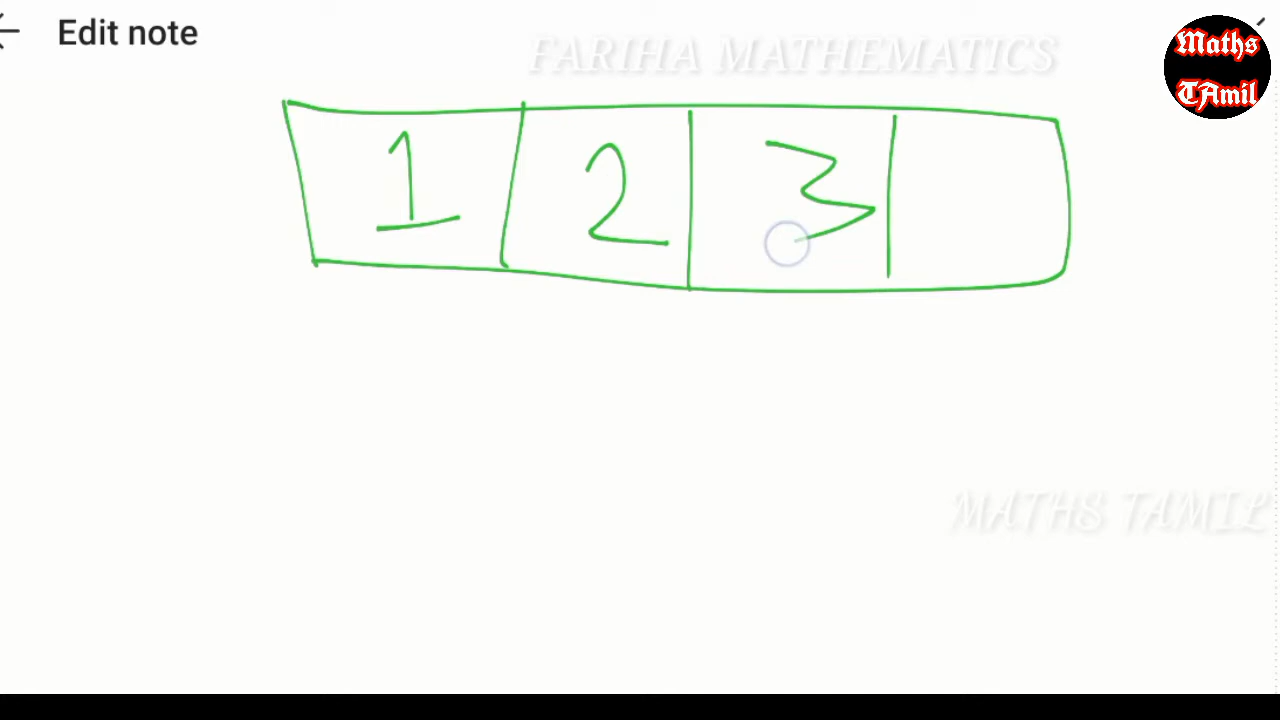 Edit note
FARIHA MATHEMATICS
Maths
TAmil
1 2 3
MATHS TAMIL